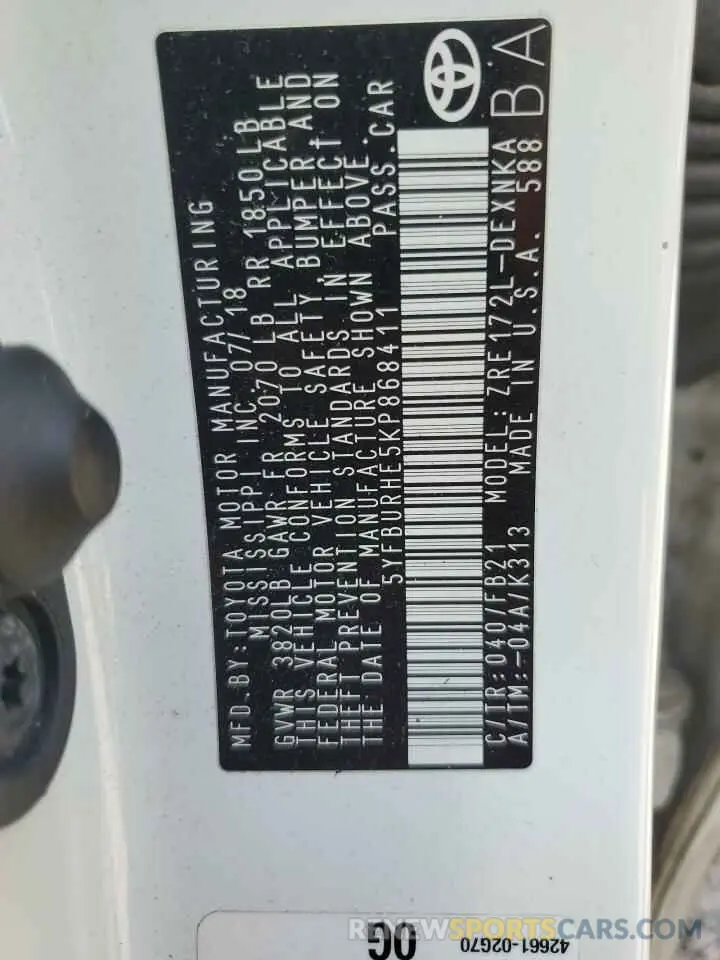 MFD.BY:TOYOTA MOTOR MANUFACTURING
MISSISSIPPI INC. 07/18
GVWR 3820LB GAWR FR 2070 LB RR 1850LB
THIS VEHICLE CONFORMS TO ALL APPLICABLE
FEDERAL MOTOR VEHICLE SAFETY, BUMPER AND
THEFT PREVENTION STANDARDS IN EFFECT ON
THE DATE OF MANUFACTURE SHOWN ABOVE.
5YFBURHE5KP868411 PASS.CAR
C/TR:040/FB21 MODEL:ZRE172L-DEXNKA
A/TM:-04A/K313 MADE IN U.S.A. 588
BA
42661-02G70
0G
RENEWSPORTSCARS.COM